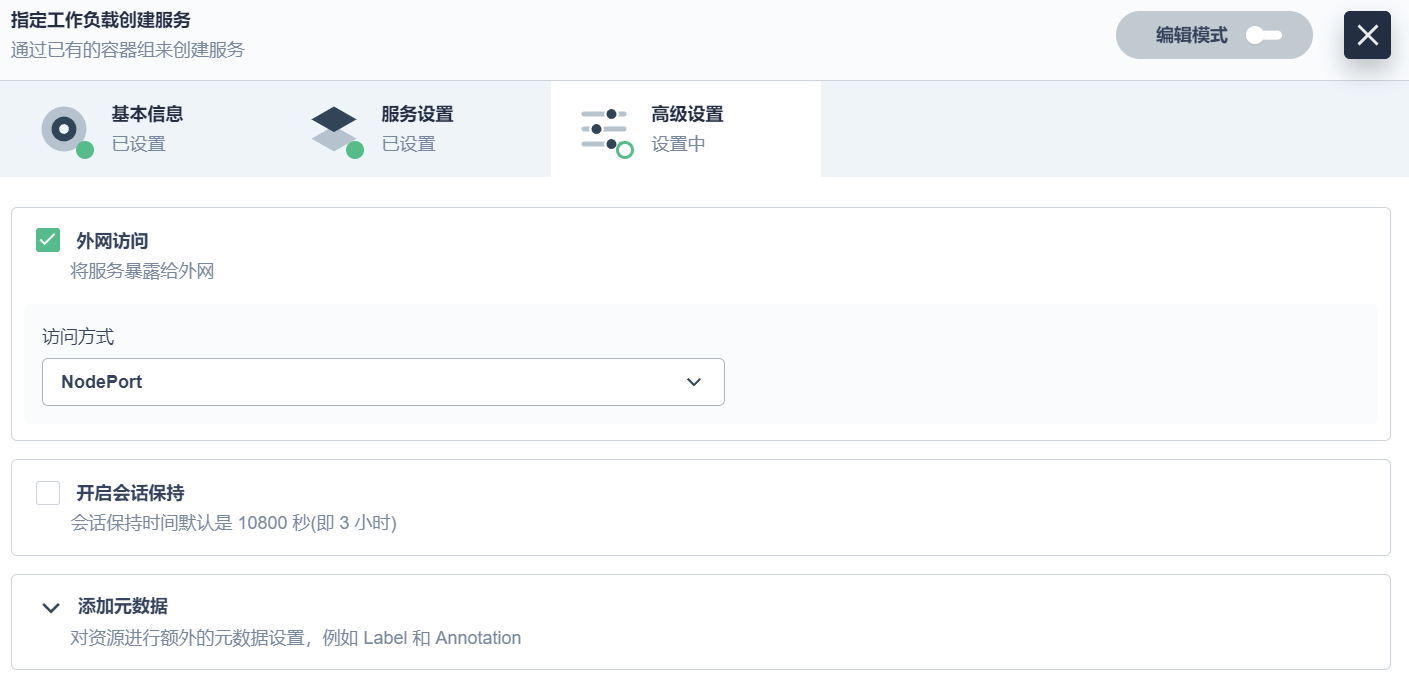 指定工作负载创建服务
通过已有的容器组来创建服务
编辑模式
基本信息
已设置
服务设置
已设置
高级设置
设置中
外网访问
将服务暴露给外网
访问方式
NodePort
开启会话保持
会话保持时间默认是 10800 秒(即 3 小时)
添加元数据
对资源进行额外的元数据设置，例如 Label 和 Annotation